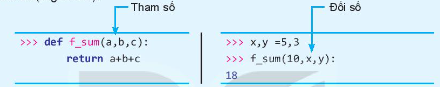 Tham số
>>> def f_sum(a,b,c):
return a+b+c
Đối số
>>> x,y =5,3
>>> f_sum(10,x,y):
18